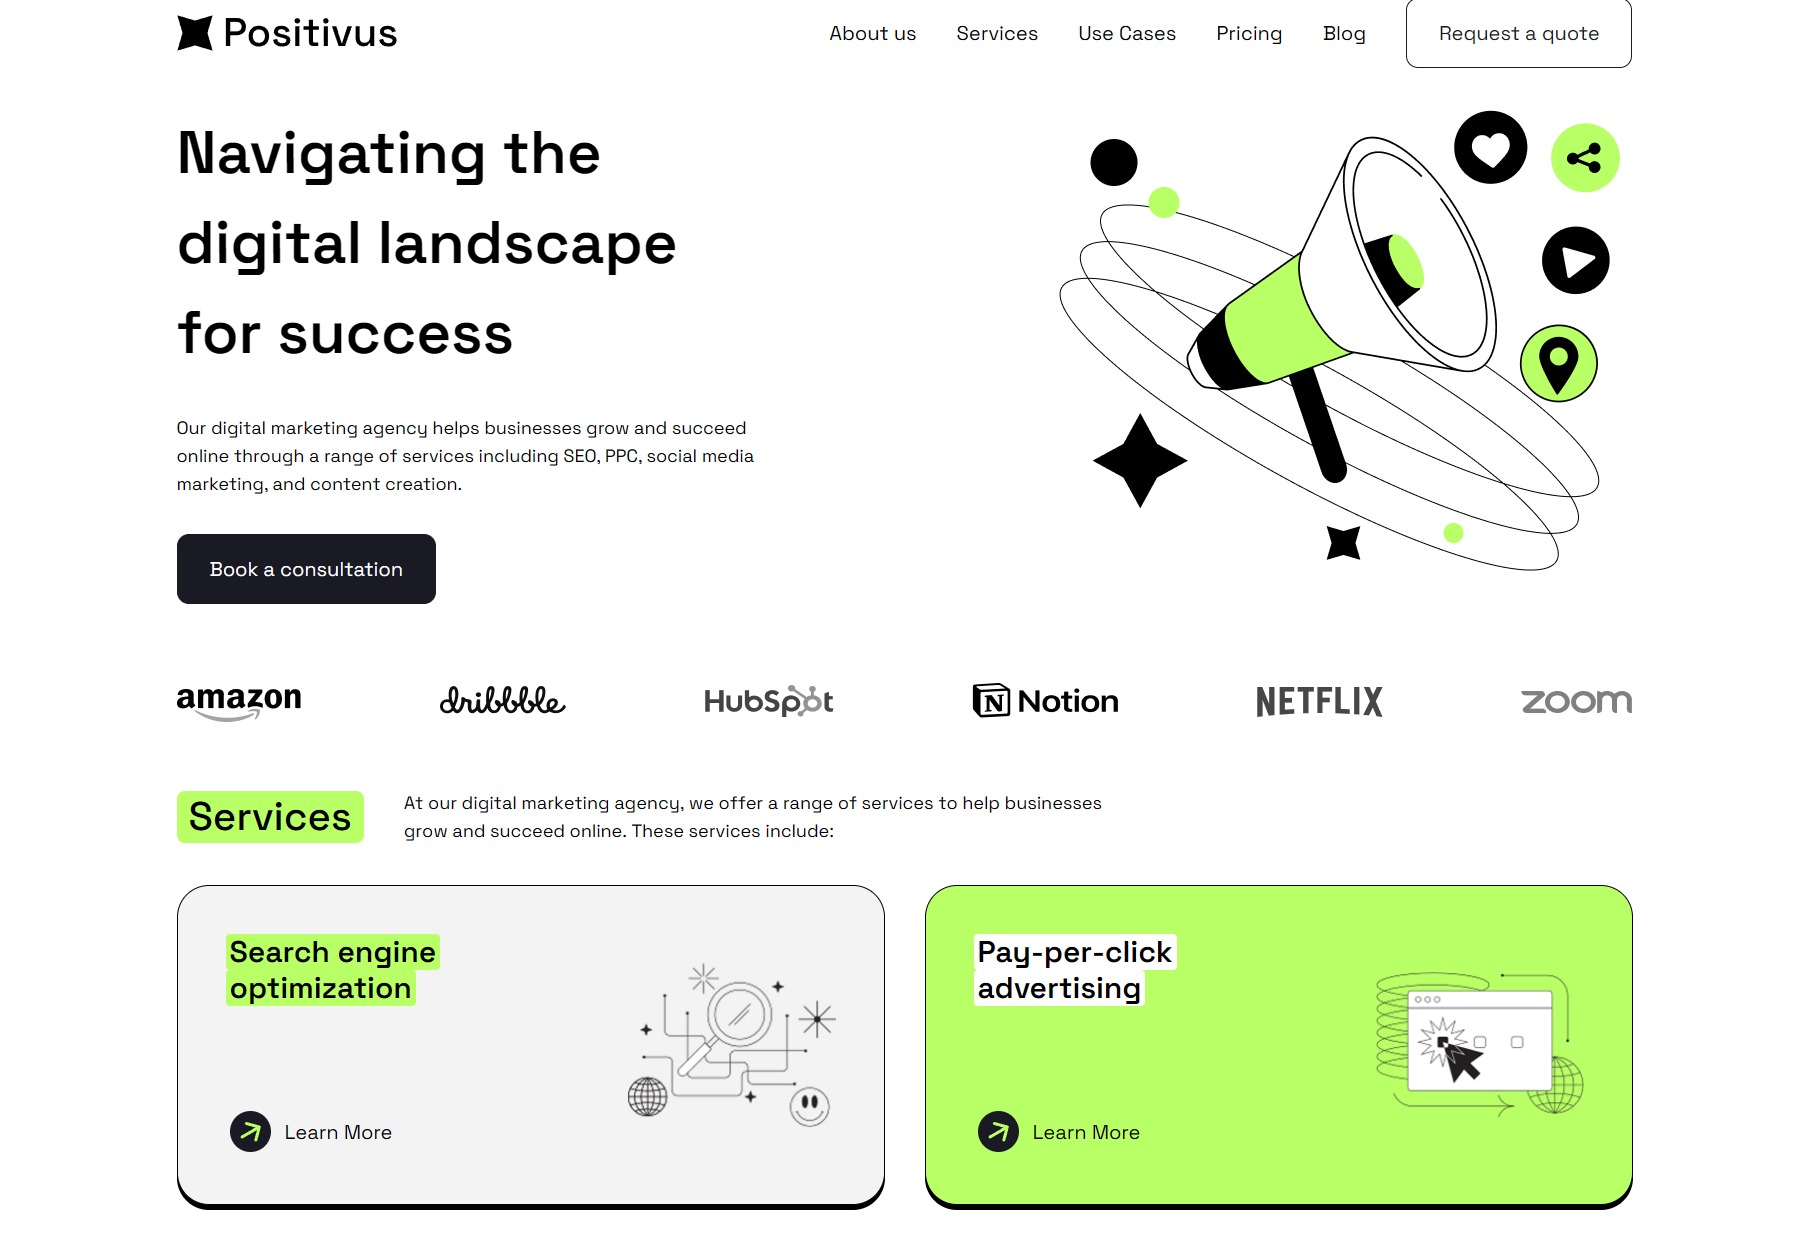 Positivus
About us
Services
Use Cases
Pricing
Blog
Request a quote
Navigating the
digital landscape
for success
Our digital marketing agency helps businesses grow and succeed
online through a range of services including SEO, PPC, social media
marketing, and content creation.
Book a consultation
amazon
dribbble
HubSpot
N Notion
NETFLIX
zoom
Services
At our digital marketing agency, we offer a range of services to help businesses
grow and succeed online. These services include:
Search engine
optimization
Learn More
Pay-per-click
advertising
Learn More